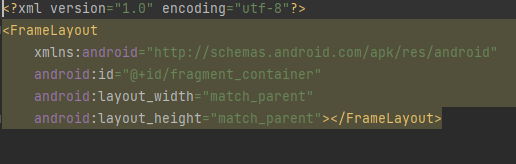 <?xml version="1.0" encoding="utf-8"?>
<FrameLayout
xmlns:android="http://schemas.android.com/apk/res/android"
android:id="@+id/fragment_container"
android:layout_width="match_parent"
android:layout_height="match_parent"></FrameLayout>